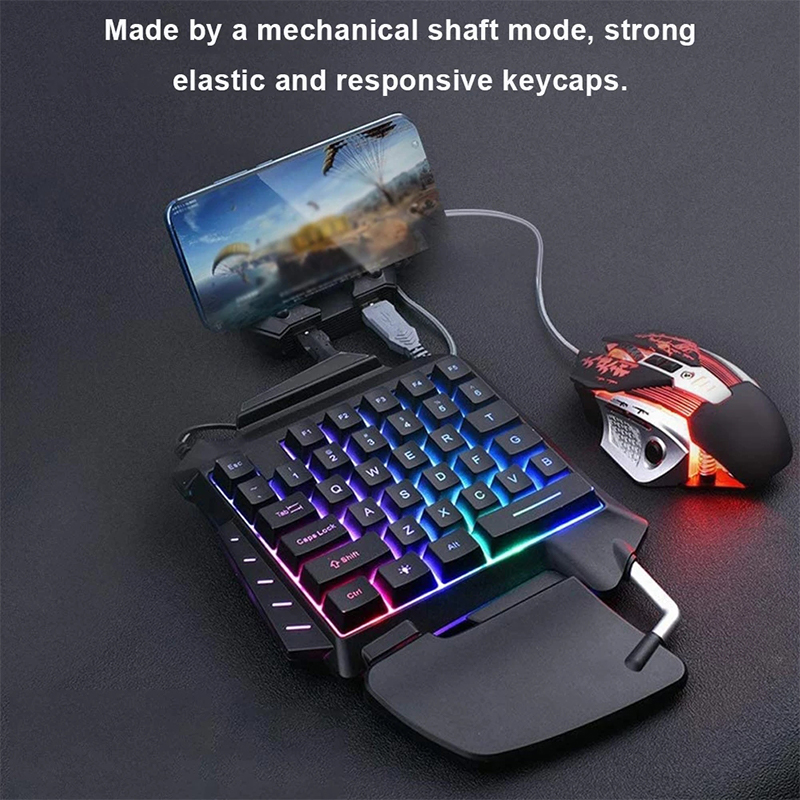 Made by a mechanical shaft mode, strong
elastic and responsive keycaps.
Esc F1 F2 F3 F4 F5
~ ` ! 1 @ 2 # 3 $ 4 % 5 ^ 6
Tab Q W E R T
Caps Lock A S D F G
Shift Z X C V B
Ctrl Alt